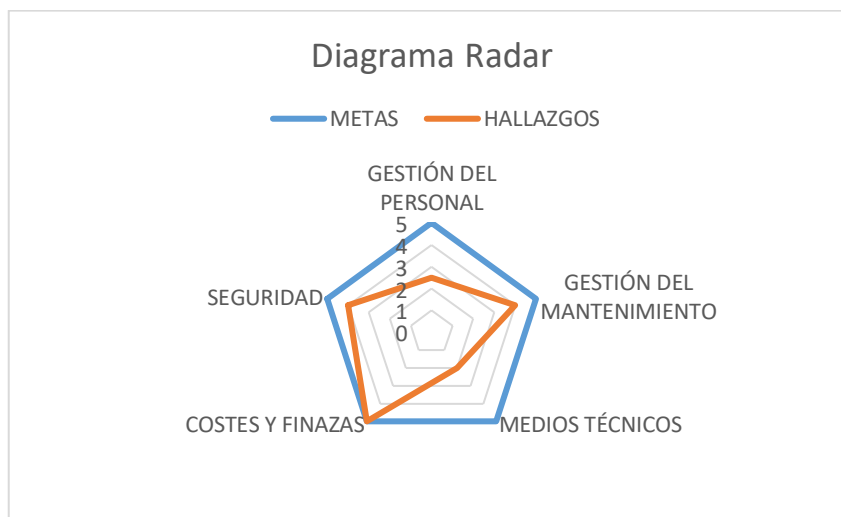 Diagrama Radar
METAS
HALLAZGOS
GESTIÓN DEL
PERSONAL
5
4
3
2
1
0
GESTIÓN DEL
MANTENIMIENTO
SEGURIDAD
COSTES Y FINAZAS
MEDIOS TÉCNICOS